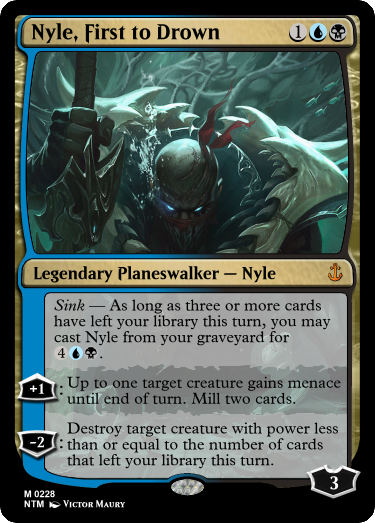 Nyle, First to Drown 1
Legendary Planeswalker — Nyle
Sink — As long as three or more cards
have left your library this turn, you may
cast Nyle from your graveyard for
4 .
+1 : Up to one target creature gains menace
until end of turn. Mill two cards.
-2 : Destroy target creature with power less
than or equal to the number of cards
that left your library this turn.
3
M 0228
NTM Victor Maury